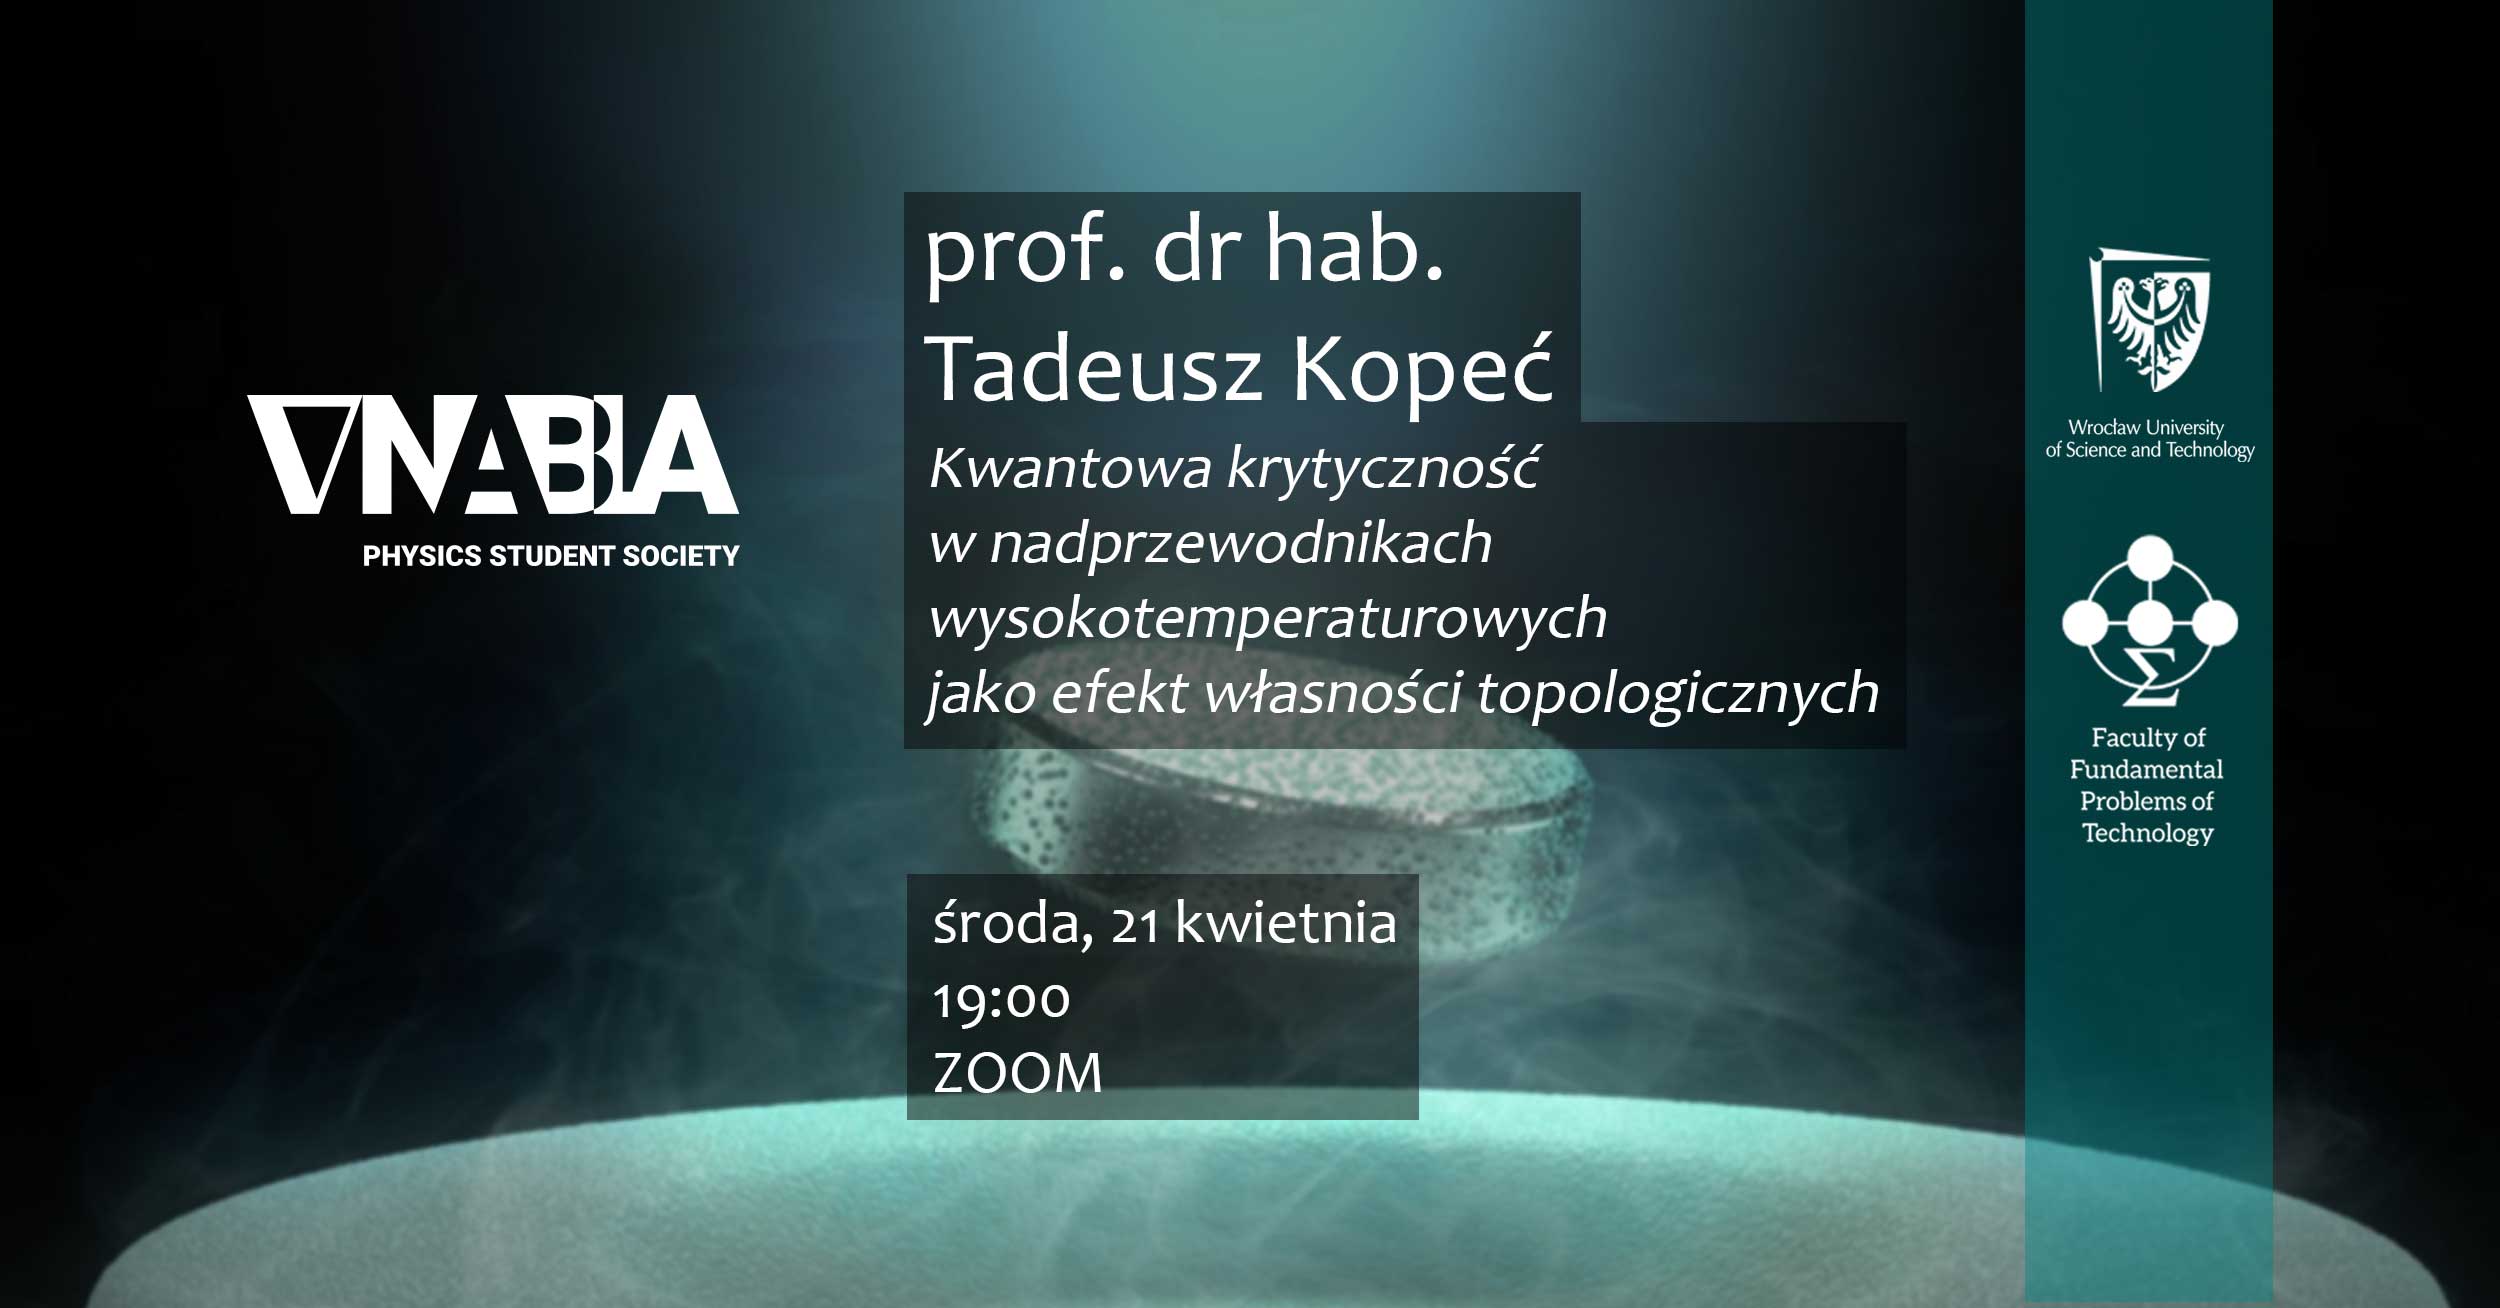 prof. dr hab.
Tadeusz Kopeć
Kwantowa krytyczność
w nadprzewodnikach
wysokotemperaturowych
jako efekt własności topologicznych
środa, 21 kwietnia
19:00
ZOOM
NABLA
PHYSICS STUDENT SOCIETY
Wrocław University
of Science and Technology
Σ
Faculty of
Fundamental
Problems of
Technology